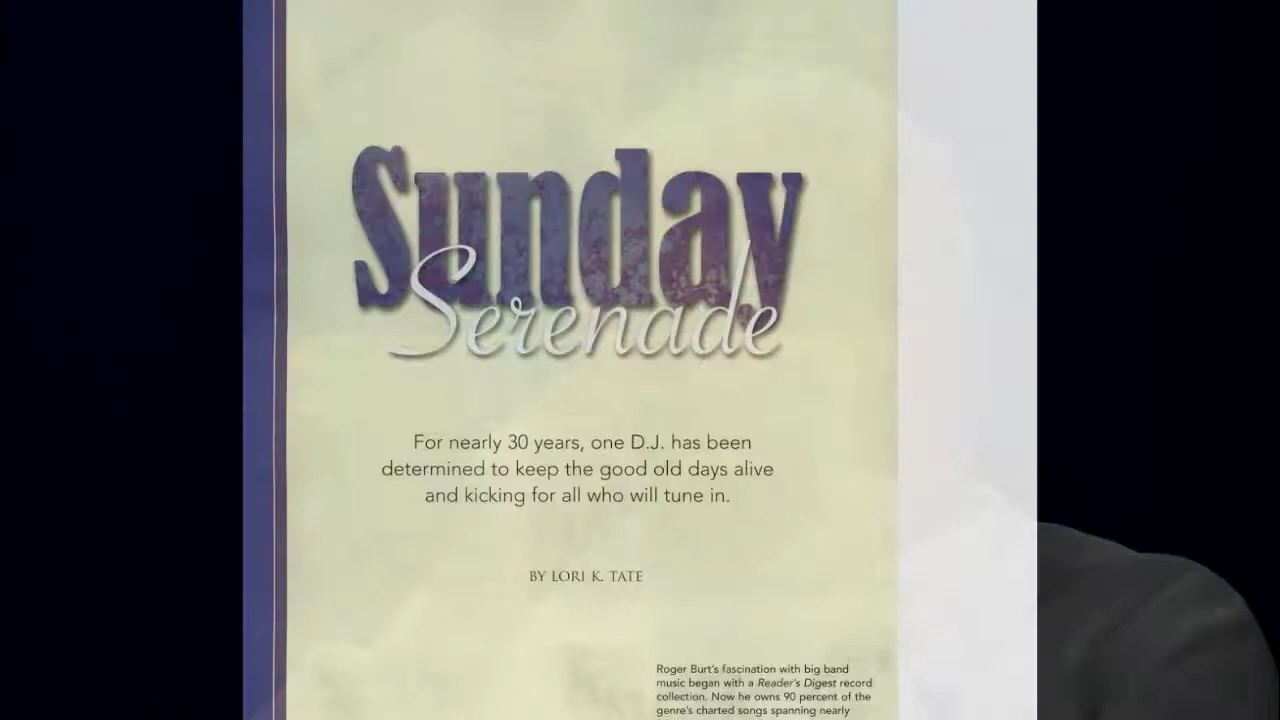 Sunday
Serenade
For nearly 30 years, one D.J. has been
determined to keep the good old days alive
and kicking for all who will tune in.
BY LORI K. TATE
Roger Burt's fascination with big band
music began with a Reader's Digest record
collection. Now he owns 90 percent of the
genre's charted songs spanning nearly